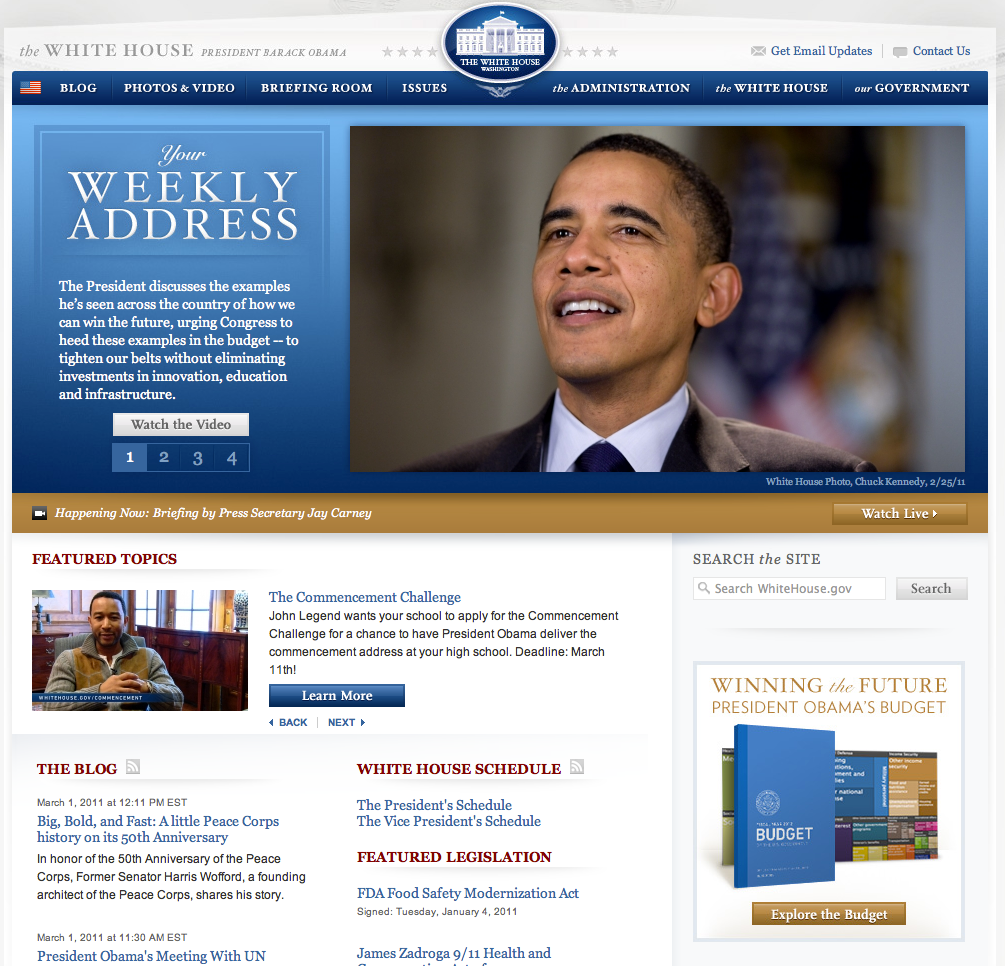 the WHITE HOUSE PRESIDENT BARACK OBAMA
THE WHITE HOUSE
WASHINGTON
Get Email Updates
Contact Us
BLOG
PHOTOS & VIDEO
BRIEFING ROOM
ISSUES
the ADMINISTRATION
the WHITE HOUSE
our GOVERNMENT
Your
WEEKLY
ADDRESS
The President discusses the examples
he's seen across the country of how we
can win the future, urging Congress to
heed these examples in the budget -- to
tighten our belts without eliminating
investments in innovation, education
and infrastructure.
Watch the Video
1 2 3 4
White House Photo, Chuck Kennedy, 2/25/11
Happening Now: Briefing by Press Secretary Jay Carney
Watch Live
FEATURED TOPICS
WHITEHOUSE.GOV/COMMENCEMENT
The Commencement Challenge
John Legend wants your school to apply for the Commencement
Challenge for a chance to have President Obama deliver the
commencement address at your high school. Deadline: March
11th!
Learn More
BACK
NEXT
SEARCH the SITE
Search WhiteHouse.gov
Search
WINNING the FUTURE
PRESIDENT OBAMA'S BUDGET
BUDGET
Explore the Budget
THE BLOG
March 1, 2011 at 12:11 PM EST
Big, Bold, and Fast: A little Peace Corps
history on its 50th Anniversary
In honor of the 50th Anniversary of the Peace
Corps, Former Senator Harris Wofford, a founding
architect of the Peace Corps, shares his story.
March 1, 2011 at 11:30 AM EST
President Obama's Meeting With UN
WHITE HOUSE SCHEDULE
The President's Schedule
The Vice President's Schedule
FEATURED LEGISLATION
FDA Food Safety Modernization Act
Signed: Tuesday, January 4, 2011
James Zadroga 9/11 Health and